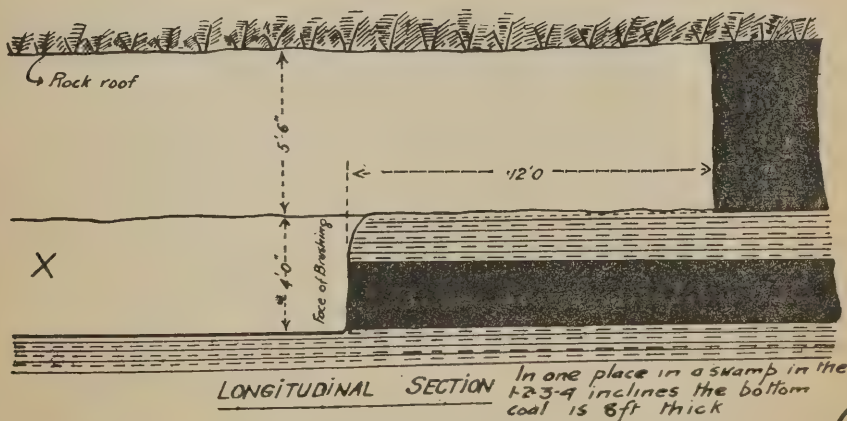 Rock roof
5'6"
12'0
4'0"
Face of Brushing
X
LONGITUDINAL SECTION
In one place in a swamp in the
1-2-3-4 inclines the bottom
coal is 8ft thick